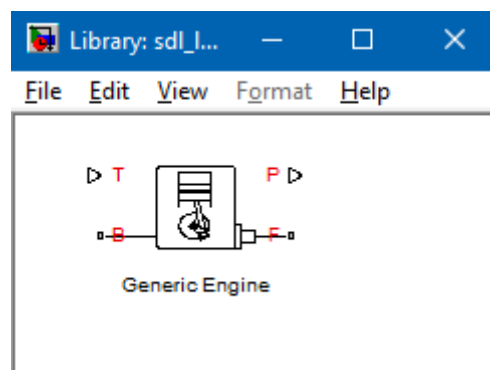 Library: sdl_l...
File Edit View Format Help
T P
B F
Generic Engine